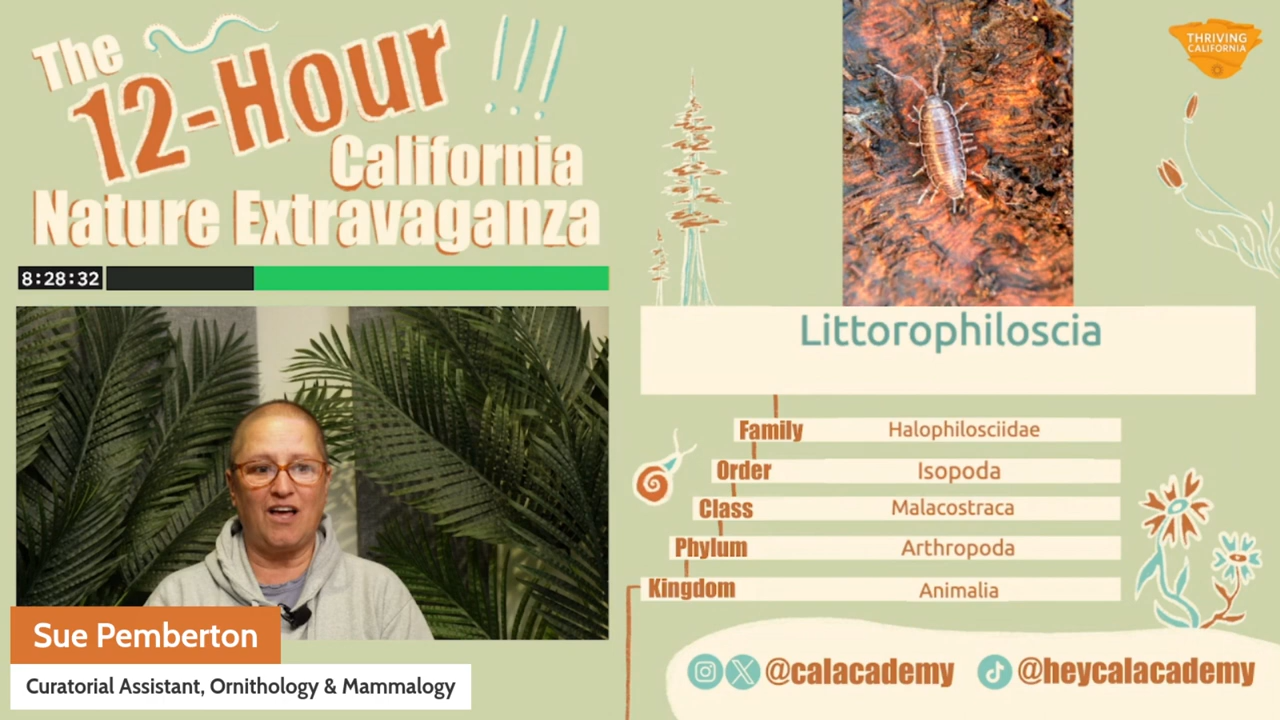 The
12-Hour !!!
California
Nature Extravaganza
8:28:32
Sue Pemberton
Curatorial Assistant, Ornithology & Mammalogy
THRIVING
CALIFORNIA
Littorophiloscia
Family Halophilosciidae
Order Isopoda
Class Malacostraca
Phylum Arthropoda
Kingdom Animalia
@calacademy @heycalacademy